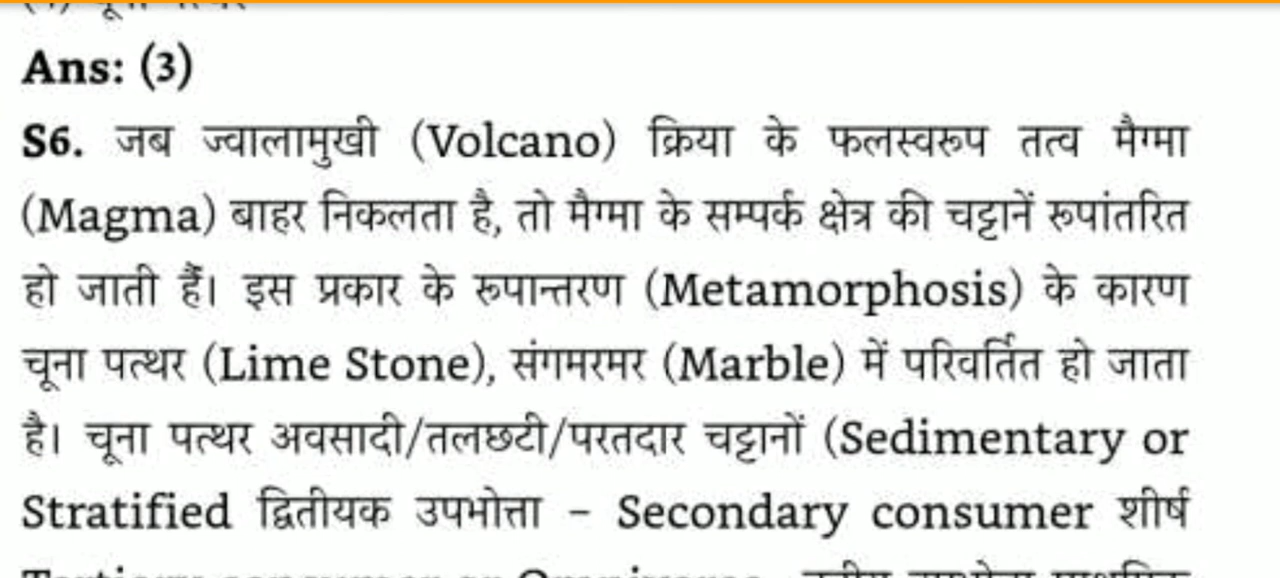 Ans: (3)
S6. जब ज्वालामुखी (Volcano) क्रिया के फलस्वरूप तत्व मैग्मा
(Magma) बाहर निकलता है, तो मैग्मा के सम्पर्क क्षेत्र की चट्टानें रूपांतरित
हो जाती हैं। इस प्रकार के रूपान्तरण (Metamorphosis) के कारण
चूना पत्थर (Lime Stone), संगमरमर (Marble) में परिवर्तित हो जाता
है। चूना पत्थर अवसादी/तलछटी/परतदार चट्टानों (Sedimentary or
Stratified द्वितीयक उपभोत्ता – Secondary consumer शीर्ष